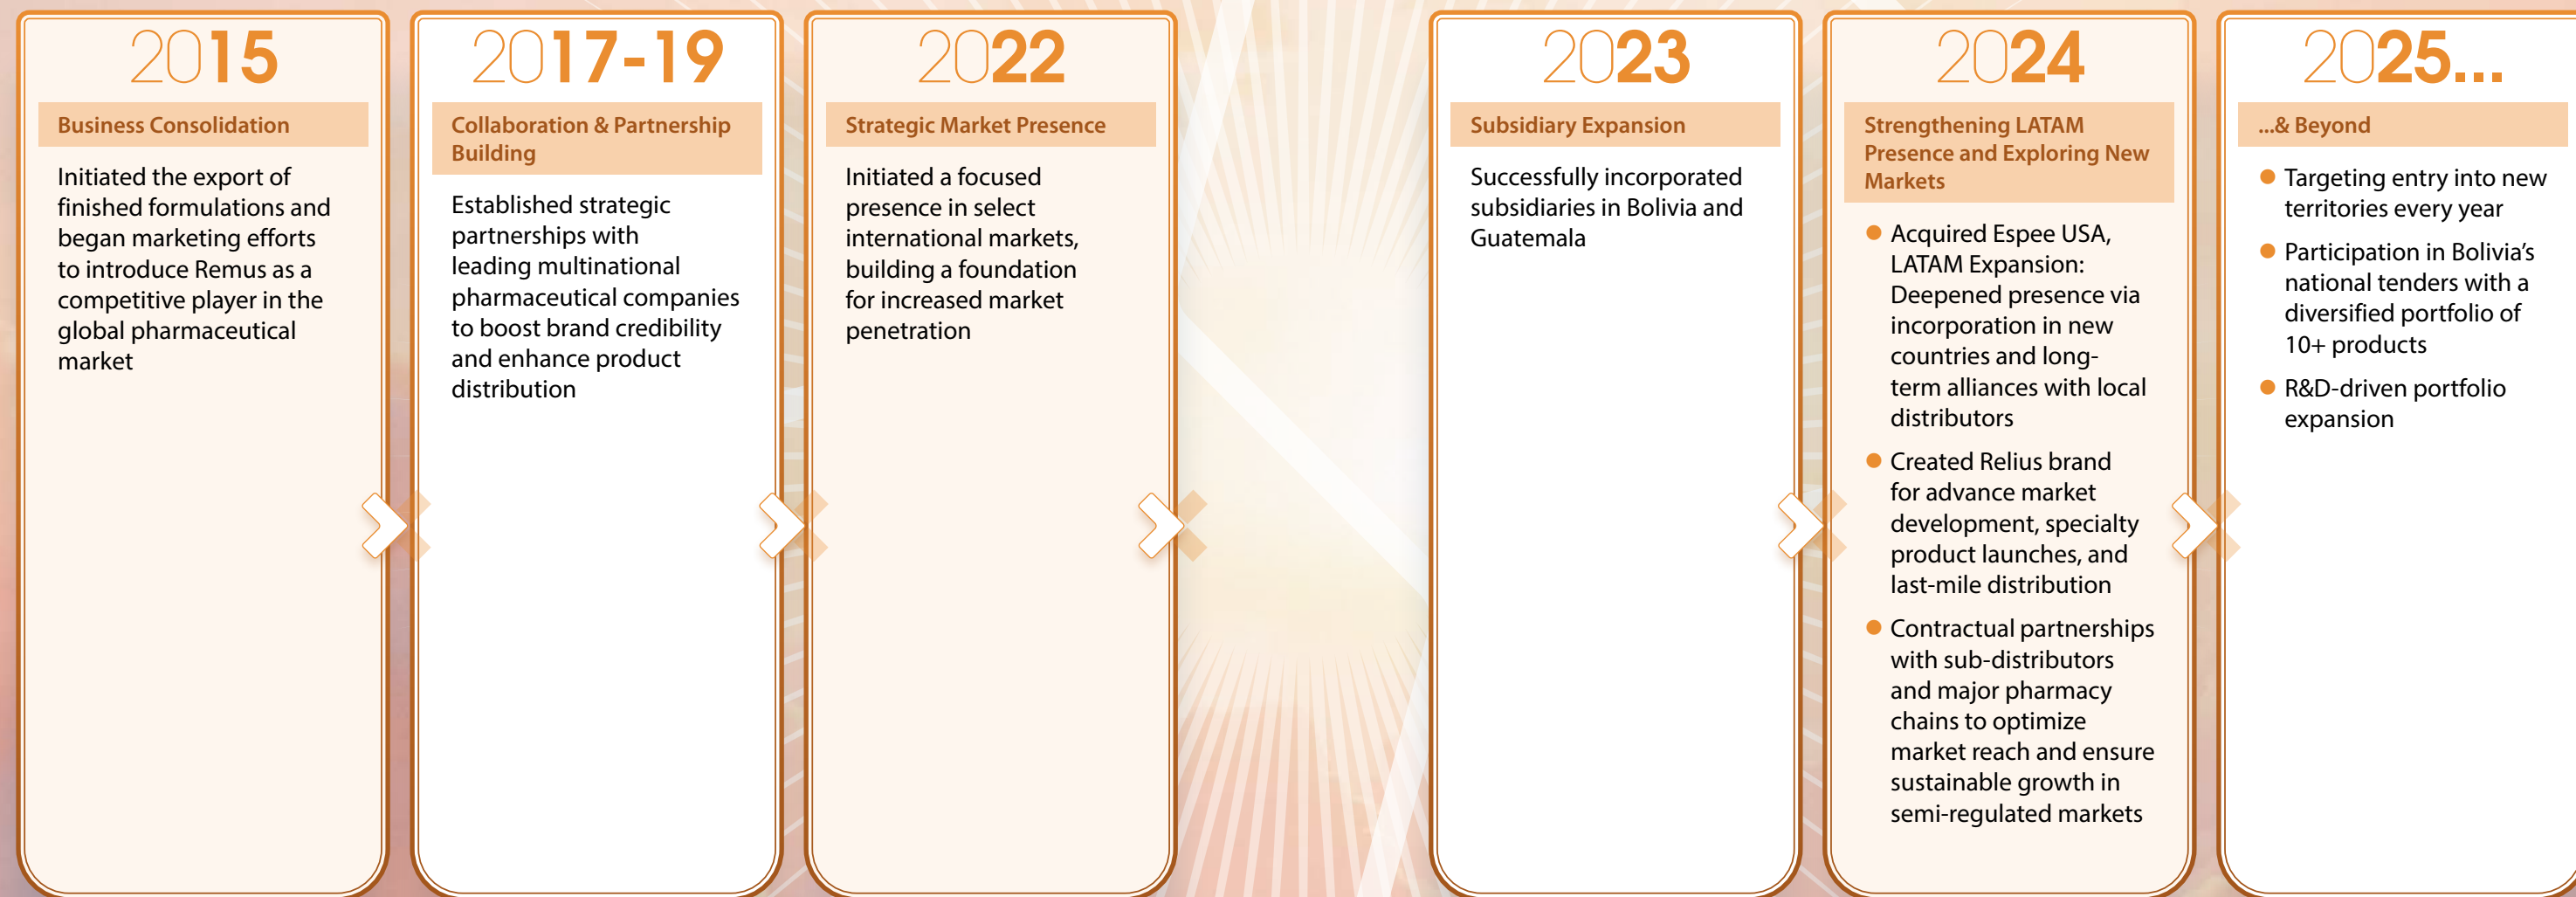 2015
Business Consolidation
Initiated the export of
finished formulations and
began marketing efforts
to introduce Remus as a
competitive player in the
global pharmaceutical
market
2017-19
Collaboration & Partnership
Building
Established strategic
partnerships with
leading multinational
pharmaceutical companies
to boost brand credibility
and enhance product
distribution
2022
Strategic Market Presence
Initiated a focused
presence in select
international markets,
building a foundation
for increased market
penetration
2023
Subsidiary Expansion
Successfully incorporated
subsidiaries in Bolivia and
Guatemala
2024
Strengthening LATAM
Presence and Exploring New
Markets
● Acquired Espee USA,
LATAM Expansion:
Deepened presence via
incorporation in new
countries and long-
term alliances with local
distributors
● Created Relius brand
for advance market
development, specialty
product launches, and
last-mile distribution
● Contractual partnerships
with sub-distributors
and major pharmacy
chains to optimize
market reach and ensure
sustainable growth in
semi-regulated markets
2025...
...& Beyond
● Targeting entry into new
territories every year
● Participation in Bolivia's
national tenders with a
diversified portfolio of
10+ products
● R&D-driven portfolio
expansion